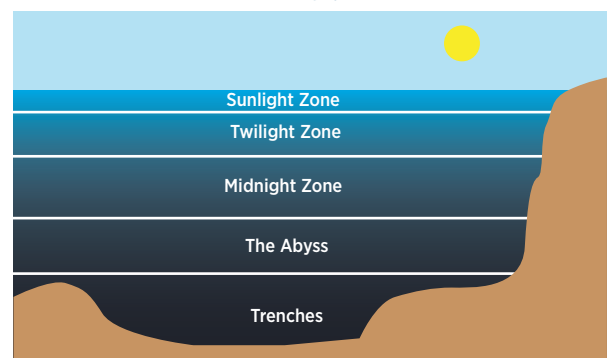 Sunlight Zone
Twilight Zone
Midnight Zone
The Abyss
Trenches